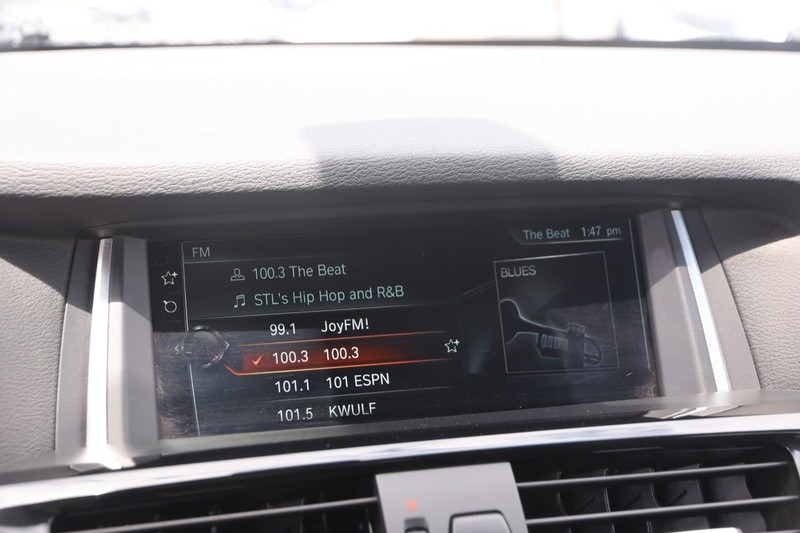 FM
The Beat 1:47 pm
100.3 The Beat
STL's Hip Hop and R&B
BLUES
99.1 JoyFM!
100.3 100.3
101.1 101 ESPN
101.5 KWULF